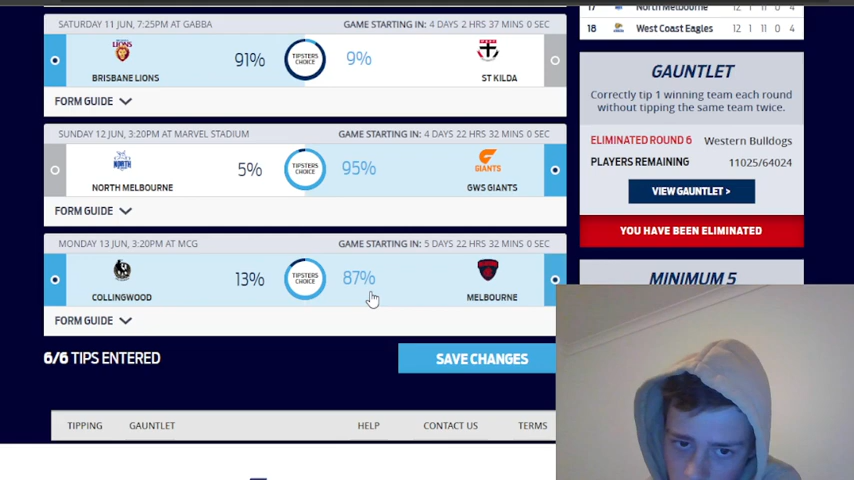 SATURDAY 11 JUN, 7:25PM AT GABBA
GAME STARTING IN: 4 DAYS 2 HRS 37 MINS 0 SEC
LIONS
91%
TIPSTERS
CHOICE
9%
BRISBANE LIONS
ST KILDA
FORM GUIDE
SUNDAY 12 JUN, 3:20PM AT MARVEL STADIUM
GAME STARTING IN: 4 DAYS 22 HRS 32 MINS 0 SEC
NORTH
5%
TIPSTERS
CHOICE
95%
GIANTS
NORTH MELBOURNE
GWS GIANTS
FORM GUIDE
MONDAY 13 JUN, 3:20PM AT MCG
GAME STARTING IN: 5 DAYS 22 HRS 32 MINS 0 SEC
13%
TIPSTERS
CHOICE
87%
COLLINGWOOD
MELBOURNE
FORM GUIDE
6/6 TIPS ENTERED
SAVE CHANGES
TIPPING
GAUNTLET
HELP
CONTACT US
TERMS
17 North Melbourne 12 1 11 0 4
18 West Coast Eagles 12 1 11 0 4
GAUNTLET
Correctly tip 1 winning team each round
without tipping the same team twice.
ELIMINATED ROUND 6 Western Bulldogs
PLAYERS REMAINING 11025/64024
VIEW GAUNTLET >
YOU HAVE BEEN ELIMINATED
MINIMUM 5